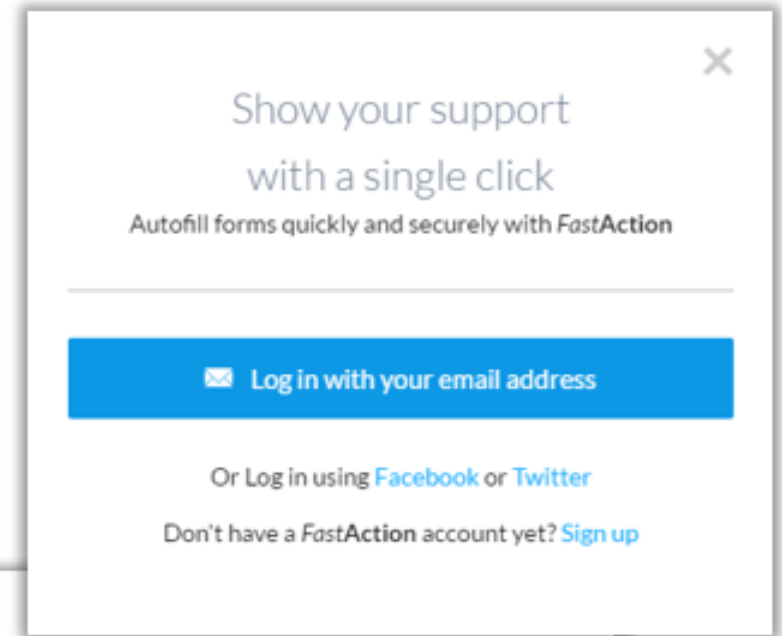 Show your support
with a single click
Autofill forms quickly and securely with FastAction
Log in with your email address
Or Log in using Facebook or Twitter
Don't have a FastAction account yet? Sign up